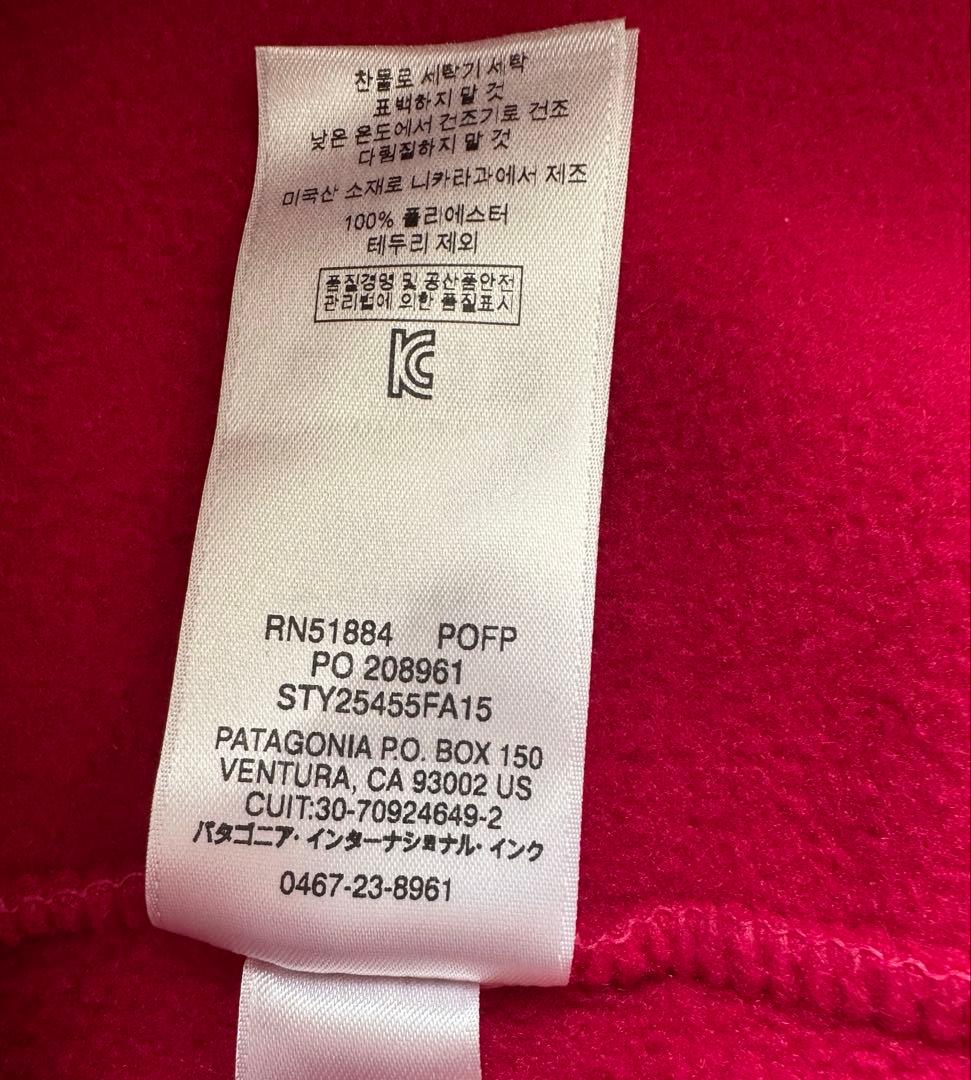 찬물로 세탁기 세탁
표백하지 말 것
낮은 온도에서 건조기로 건조
다림질하지 말 것
미국산 소재로 니카라과에서 제조
100% 폴리에스터
테두리 제외
품질경영 및 공산품안전
관리법에 의한 품질표시
KC
RN51884 POFP
PO 208961
STY25455FA15
PATAGONIA P.O. BOX 150
VENTURA, CA 93002 US
CUIT:30-70924649-2
パタゴニア・インターナショナル・インク
0467-23-8961